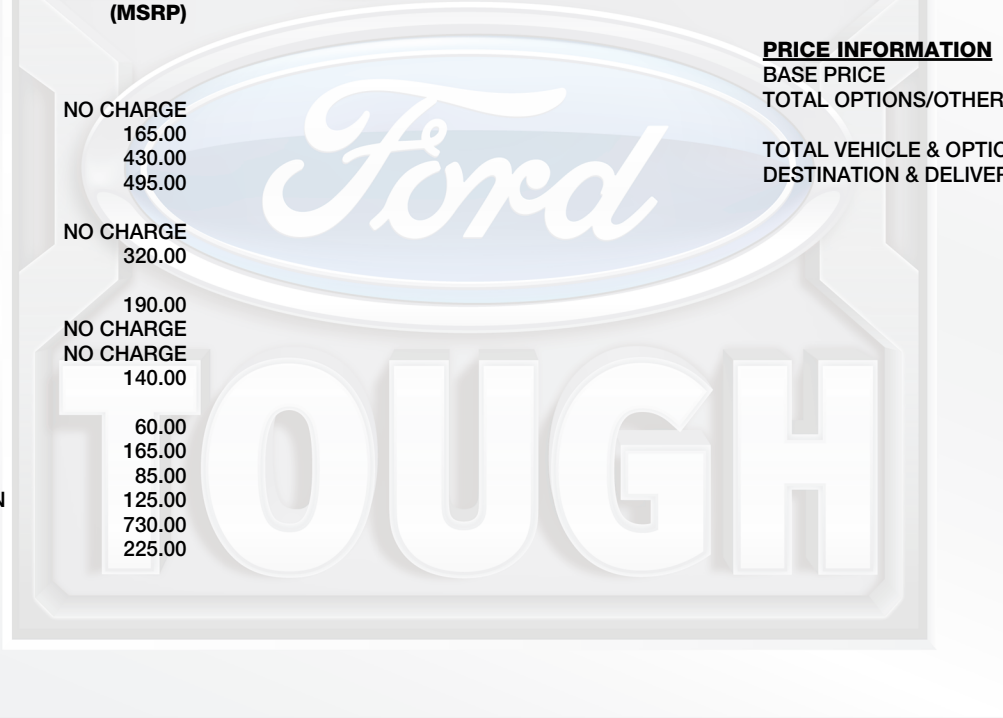 (MSRP)
NO CHARGE
165.00
430.00
495.00
NO CHARGE
320.00
190.00
NO CHARGE
NO CHARGE
140.00
60.00
165.00
85.00
125.00
730.00
225.00
PRICE INFORMATION
BASE PRICE
TOTAL OPTIONS/OTHER
TOTAL VEHICLE & OPTIO
DESTINATION & DELIVER
Ford
TOUGH